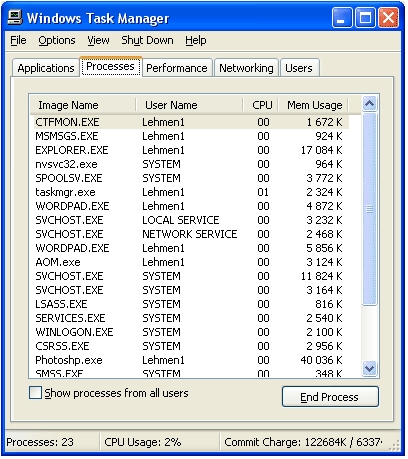 Windows Task Manager
File Options View Shut Down Help
Applications Processes Performance Networking Users
Image Name User Name CPU Mem Usage
CTFMON.EXE Lehmen1 00 1 672 K
MSMSGS.EXE Lehmen1 00 924 K
EXPLORER.EXE Lehmen1 00 17 084 K
nvsvc32.exe SYSTEM 00 964 K
SPOOLSV.EXE SYSTEM 00 3 772 K
taskmgr.exe Lehmen1 01 2 324 K
WORDPAD.EXE Lehmen1 00 4 872 K
SVCHOST.EXE LOCAL SERVICE 00 3 232 K
SVCHOST.EXE NETWORK SERVICE 00 2 468 K
WORDPAD.EXE Lehmen1 00 5 856 K
AOM.exe Lehmen1 00 3 124 K
SVCHOST.EXE SYSTEM 00 11 824 K
SVCHOST.EXE SYSTEM 00 3 164 K
LSASS.EXE SYSTEM 00 816 K
SERVICES.EXE SYSTEM 00 2 540 K
WINLOGON.EXE SYSTEM 00 2 100 K
CSRSS.EXE SYSTEM 00 2 956 K
Photoshp.exe Lehmen1 00 40 036 K
SMSS.EXE SYSTEM 00 348 K
Show processes from all users
End Process
Processes: 23 CPU Usage: 2% Commit Charge: 122684K / 6337